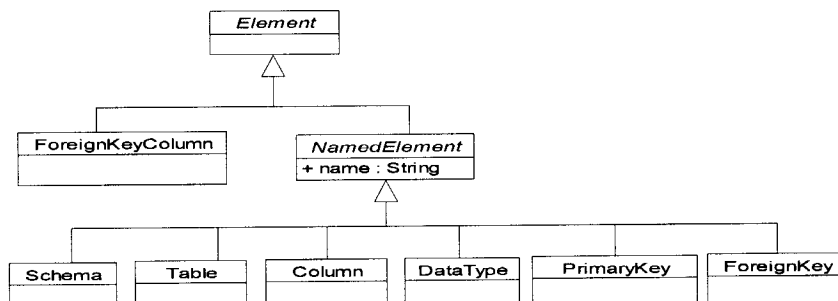 Element
ForeignKeyColumn
NamedElement
+ name : String
Schema
Table
Column
DataType
PrimaryKey
ForeignKey